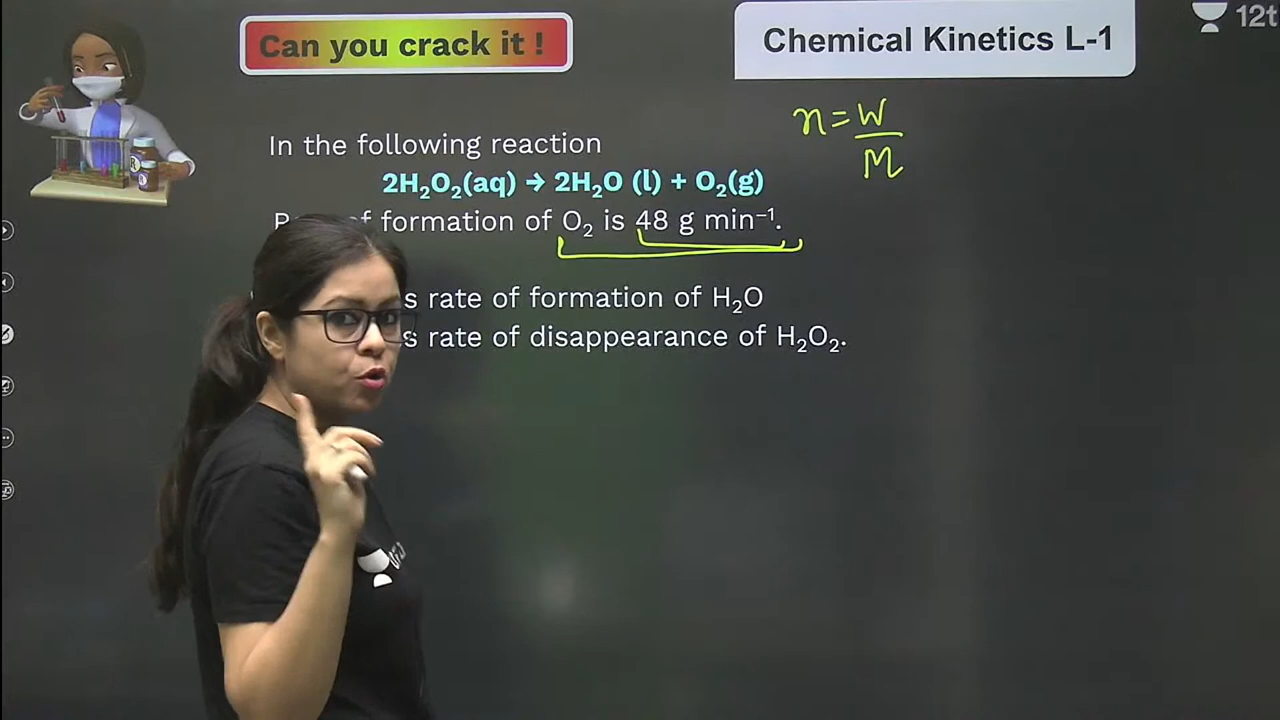 Can you crack it !
Chemical Kinetics L-1
12t
n = W
M
In the following reaction
2H₂O₂(aq) → 2H₂O (l) + O₂(g)
formation of O₂ is 48 g min⁻¹.
s rate of formation of H₂O
s rate of disappearance of H₂O₂.